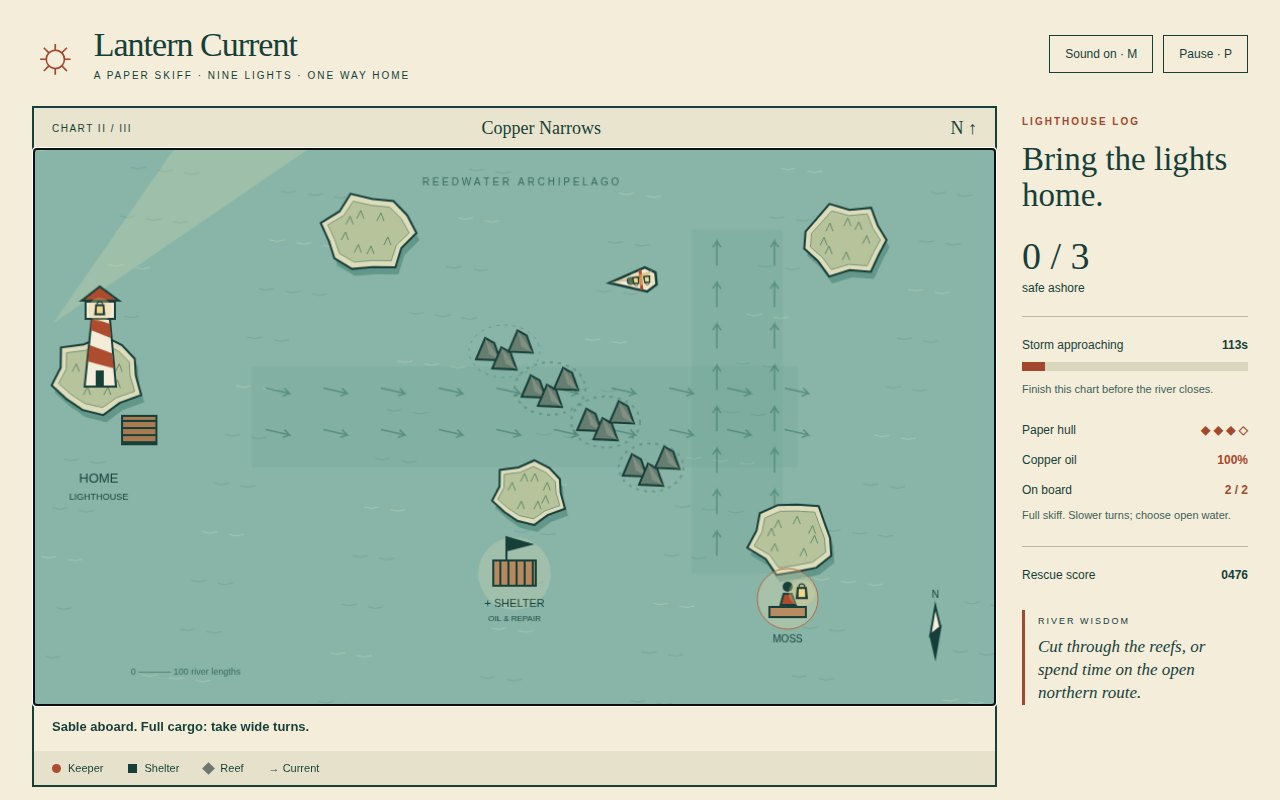 Lantern Current
A PAPER SKIFF · NINE LIGHTS · ONE WAY HOME
Sound on · M
Pause · P
CHART II / III
Copper Narrows
N ↑
REEDWATER ARCHIPELAGO
HOME
LIGHTHOUSE
+ SHELTER
OIL & REPAIR
MOSS
N
0 ——— 100 river lengths
Sable aboard. Full cargo: take wide turns.
Keeper
Shelter
Reef
→ Current
LIGHTHOUSE LOG
Bring the lights
home.
0 / 3
safe ashore
Storm approaching 113s
Finish this chart before the river closes.
Paper hull ◆◆◆◇
Copper oil 100%
On board 2 / 2
Full skiff. Slower turns; choose open water.
Rescue score 0476
RIVER WISDOM
Cut through the reefs, or
spend time on the open
northern route.